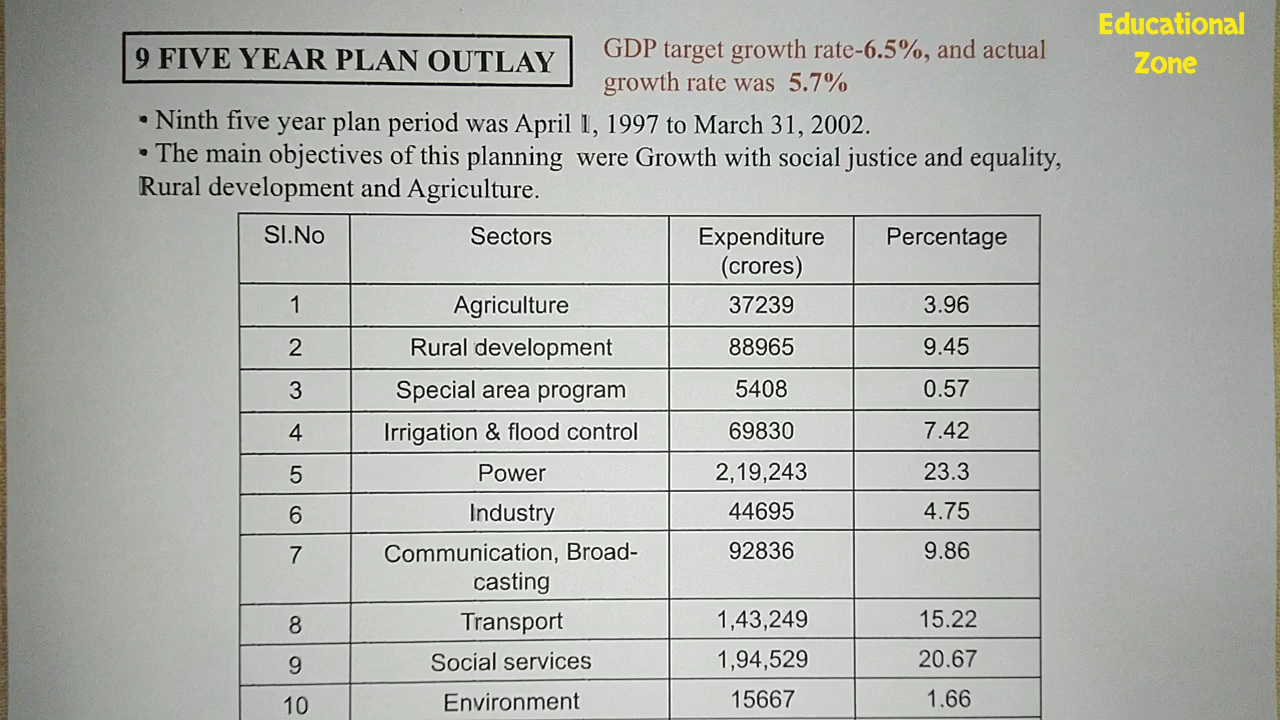 Educational
Zone
9 FIVE YEAR PLAN OUTLAY
GDP target growth rate-6.5%, and actual
growth rate was 5.7%
• Ninth five year plan period was April 1, 1997 to March 31, 2002.
• The main objectives of this planning were Growth with social justice and equality,
Rural development and Agriculture.
Sl.No Sectors Expenditure (crores) Percentage
1 Agriculture 37239 3.96
2 Rural development 88965 9.45
3 Special area program 5408 0.57
4 Irrigation & flood control 69830 7.42
5 Power 2,19,243 23.3
6 Industry 44695 4.75
7 Communication, Broad- 92836 9.86
casting
8 Transport 1,43,249 15.22
9 Social services 1,94,529 20.67
10 Environment 15667 1.66